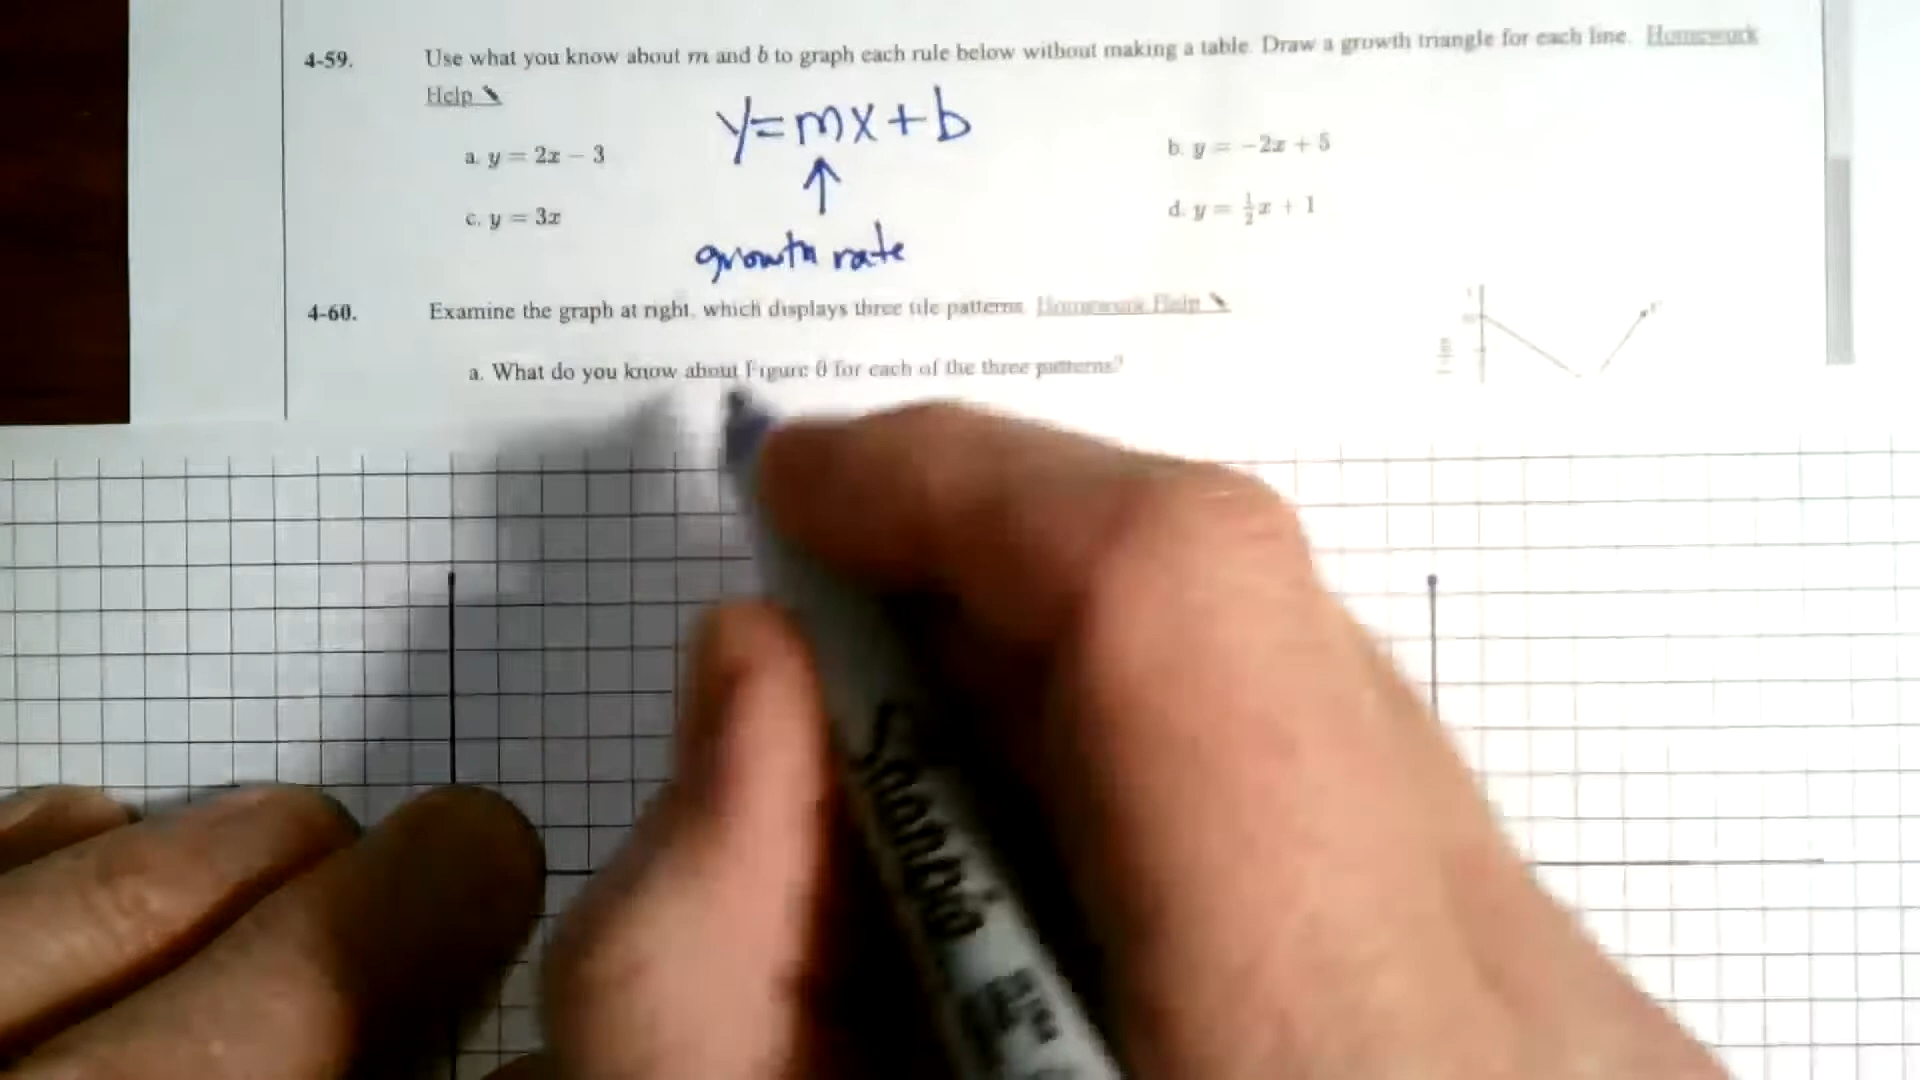 4-59. Use what you know about m and b to graph each rule below without making a table. Draw a growth triangle for each line. Homework
Help
y=mx+b
a. y = 2x - 3
b. y = -2x + 5
c. y = 3x
d. y = 1/2 x + 1
growth rate
4-60. Examine the graph at right, which displays three tile patterns. Homework Help
a. What do you know about Figure 0 for each of the three patterns?